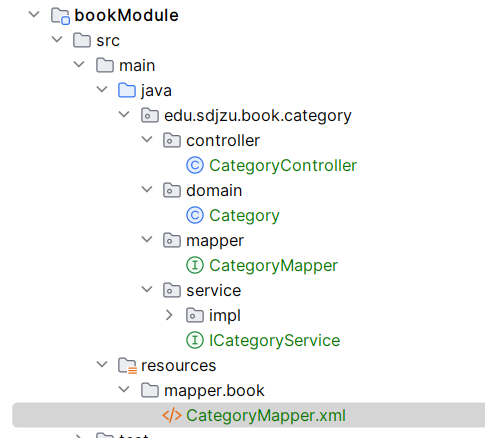 bookModule
src
main
java
edu.sdjzu.book.category
controller
CategoryController
domain
Category
mapper
CategoryMapper
service
impl
ICategoryService
resources
mapper.book
CategoryMapper.xml